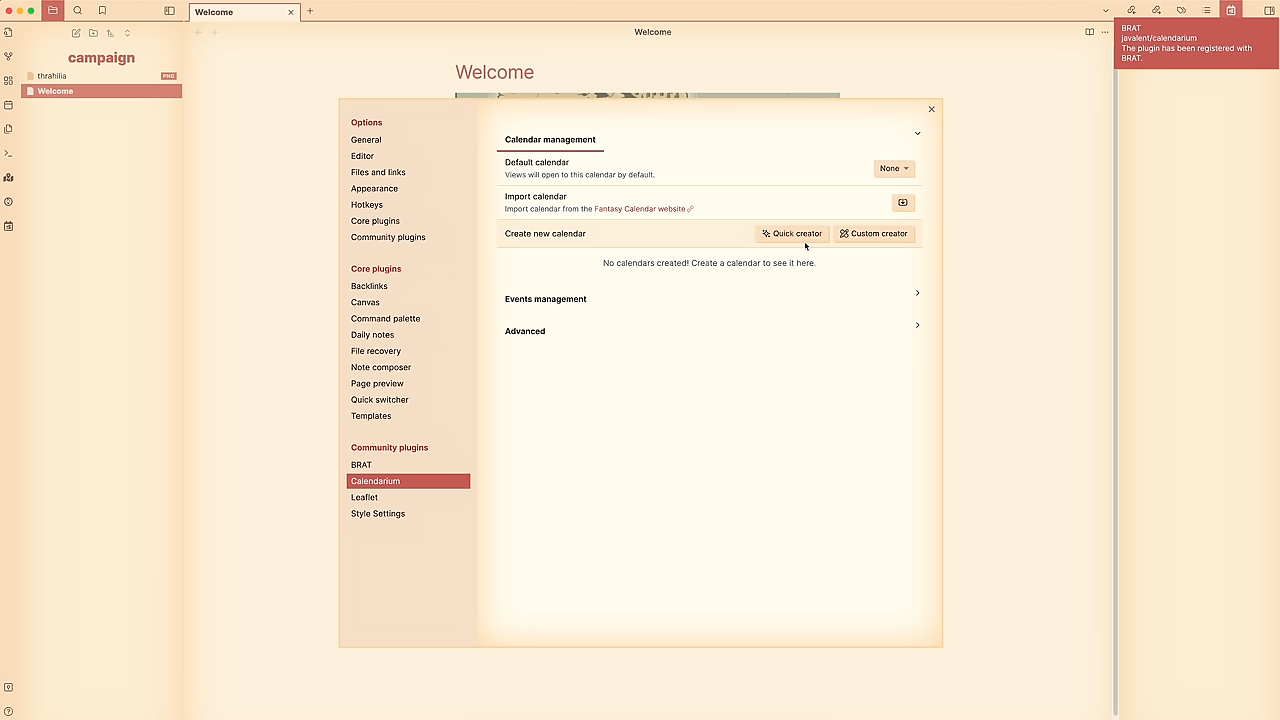 Welcome
Welcome
BRAT
javalent/calendarium
The plugin has been registered with
BRAT.
campaign
thrahilia
PNG
Welcome
Welcome
Options
General
Editor
Files and links
Appearance
Hotkeys
Core plugins
Community plugins
Core plugins
Backlinks
Canvas
Command palette
Daily notes
File recovery
Note composer
Page preview
Quick switcher
Templates
Community plugins
BRAT
Calendarium
Leaflet
Style Settings
Calendar management
Default calendar
Views will open to this calendar by default.
None
Import calendar
Import calendar from the Fantasy Calendar website
Create new calendar
Quick creator
Custom creator
No calendars created! Create a calendar to see it here.
Events management
Advanced